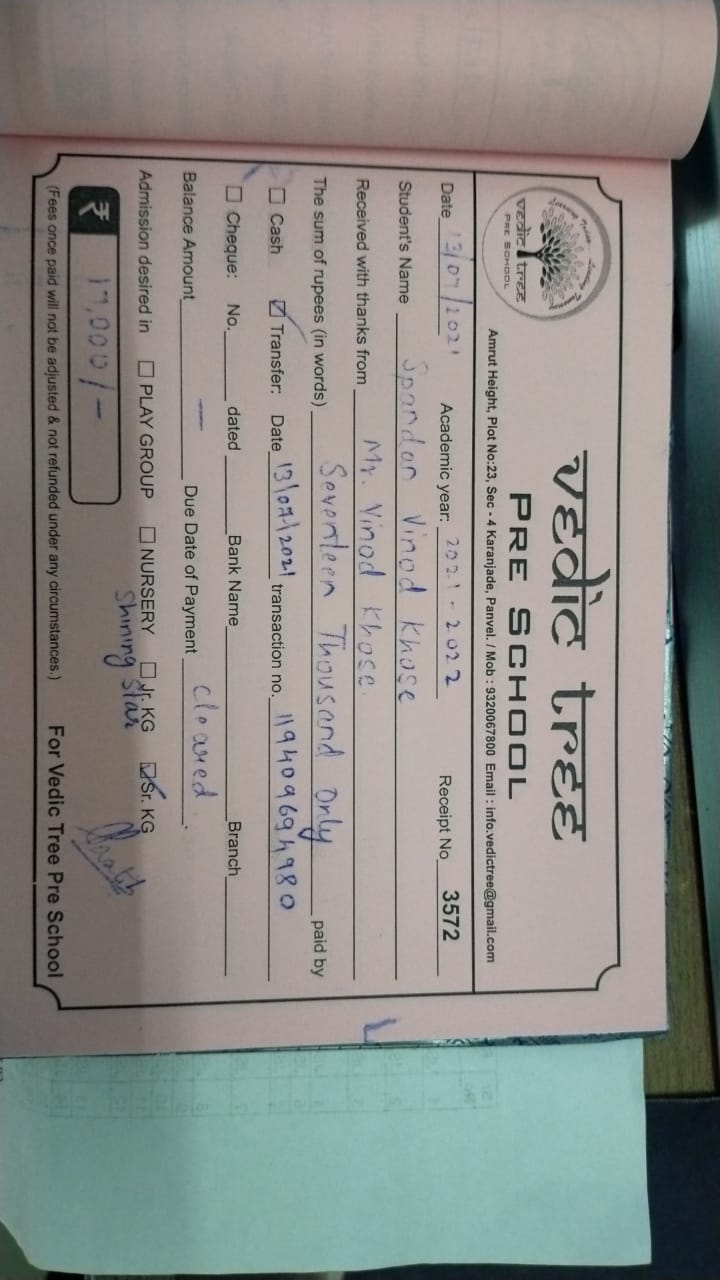 vedic tree
PRE SCHOOL
vedic tree
PRE SCHOOL
Amrut Height, Plot No:23, Sec - 4 Karanjade, Panvel. / Mob : 9320067800 Email : info.vedictree@gmail.com
Date 13/07/2021 Academic year: 2021-2022 Receipt No 3572
Student's Name Spandan Vinod Khose
Received with thanks from Mr. Vinod Khose.
The sum of rupees (in words) Seventeen Thousand Only paid by
Cash Transfer: Date 13/07/2021 transaction no. 119409694980
Cheque: No. dated Bank Name Branch
Balance Amount — Due Date of Payment Cleared.
Admission desired in PLAY GROUP NURSERY Jr. KG Sr. KG
Shining Star
₹ 17,000/-
(Fees once paid will not be adjusted & not refunded under any circumstances.) For Vedic Tree Pre School